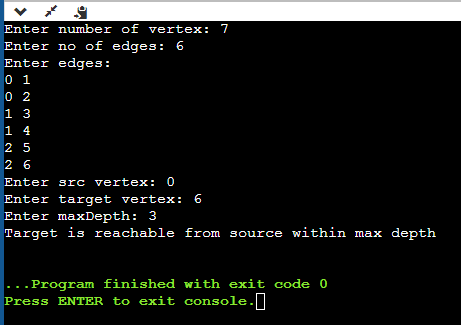 Enter number of vertex: 7
Enter no of edges: 6
Enter edges:
0 1
0 2
1 3
1 4
2 5
2 6
Enter src vertex: 0
Enter target vertex: 6
Enter maxDepth: 3
Target is reachable from source within max depth
...Program finished with exit code 0
Press ENTER to exit console.